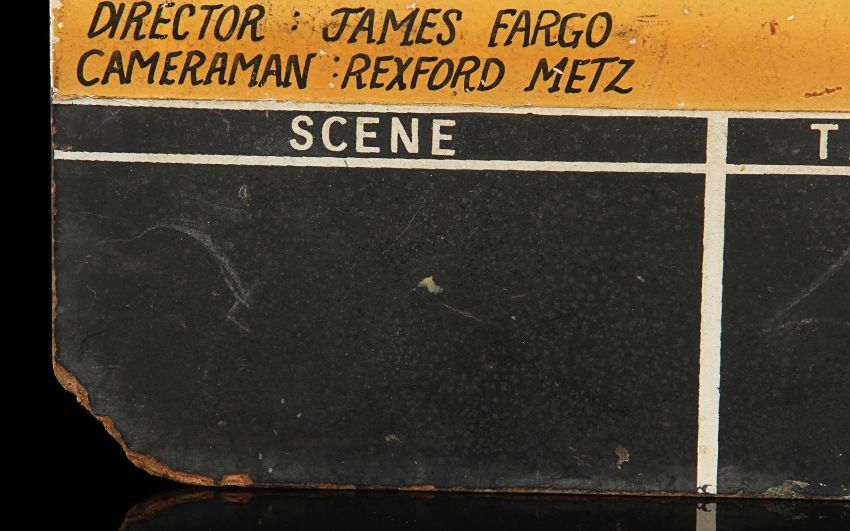 DIRECTOR : JAMES FARGO
CAMERAMAN : REXFORD METZ
SCENE